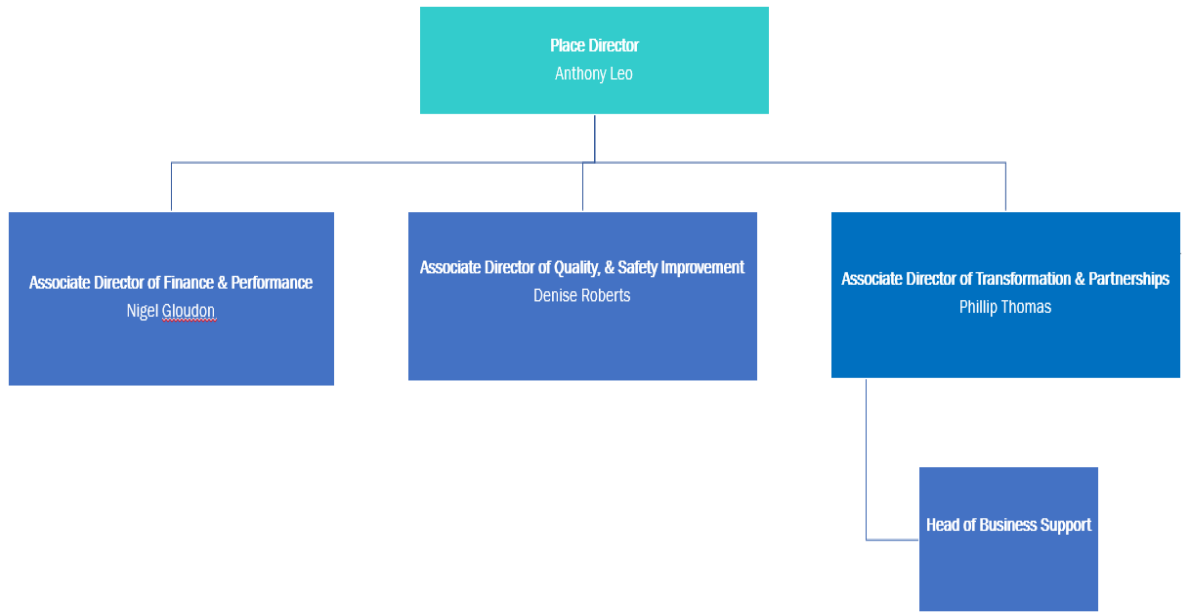 Place Director
Anthony Leo
Associate Director of Finance & Performance
Nigel Gloudon
Associate Director of Quality, & Safety Improvement
Denise Roberts
Associate Director of Transformation & Partnerships
Phillip Thomas
Head of Business Support